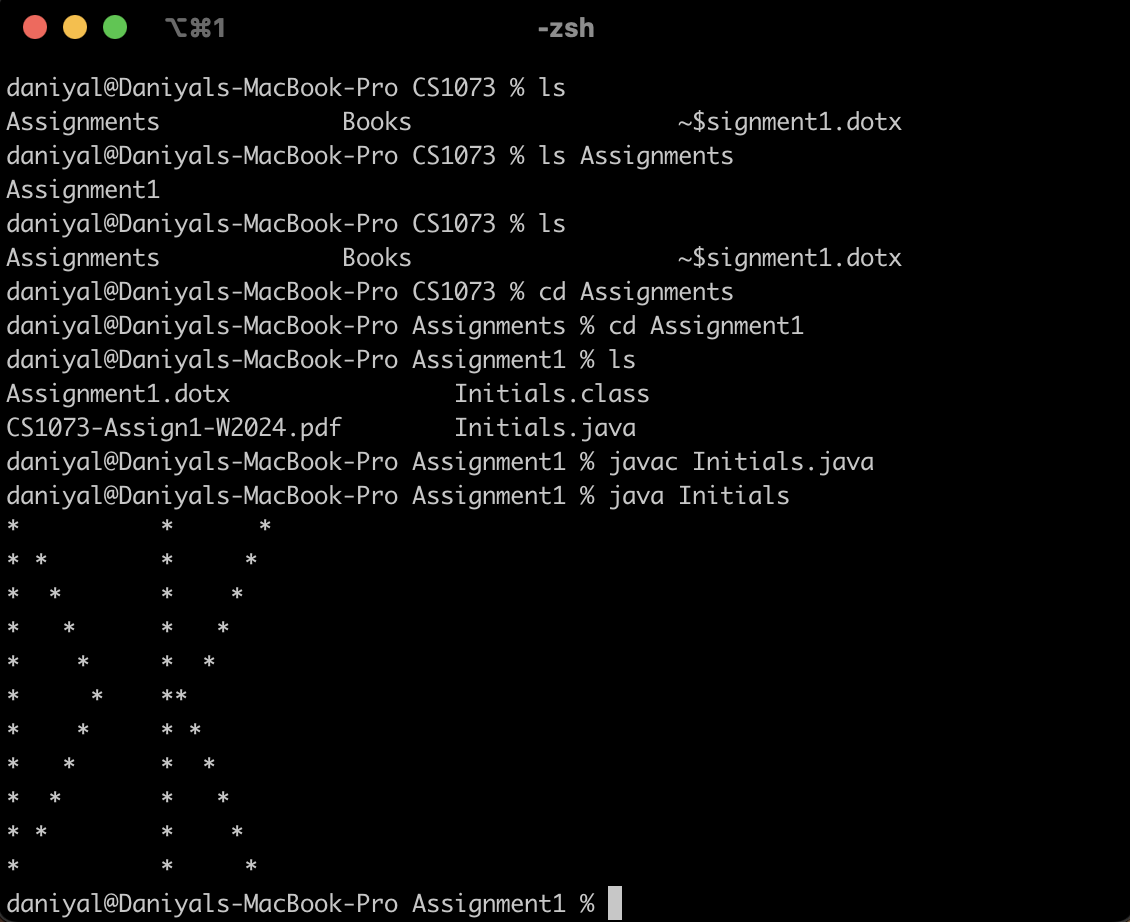 ⌥⌘1 -zsh
daniyal@Daniyals-MacBook-Pro CS1073 % ls
Assignments             Books                   ~$signment1.dotx
daniyal@Daniyals-MacBook-Pro CS1073 % ls Assignments
Assignment1
daniyal@Daniyals-MacBook-Pro CS1073 % ls
Assignments             Books                   ~$signment1.dotx
daniyal@Daniyals-MacBook-Pro CS1073 % cd Assignments
daniyal@Daniyals-MacBook-Pro Assignments % cd Assignment1
daniyal@Daniyals-MacBook-Pro Assignment1 % ls
Assignment1.dotx                Initials.class
CS1073-Assign1-W2024.pdf        Initials.java
daniyal@Daniyals-MacBook-Pro Assignment1 % javac Initials.java
daniyal@Daniyals-MacBook-Pro Assignment1 % java Initials
*          *      *
* *        *     *
*  *       *    *
*   *      *   *
*    *     *  *
*     *    **
*    *     * *
*   *      *  *
*  *       *   *
* *        *    *
*          *     *
daniyal@Daniyals-MacBook-Pro Assignment1 %